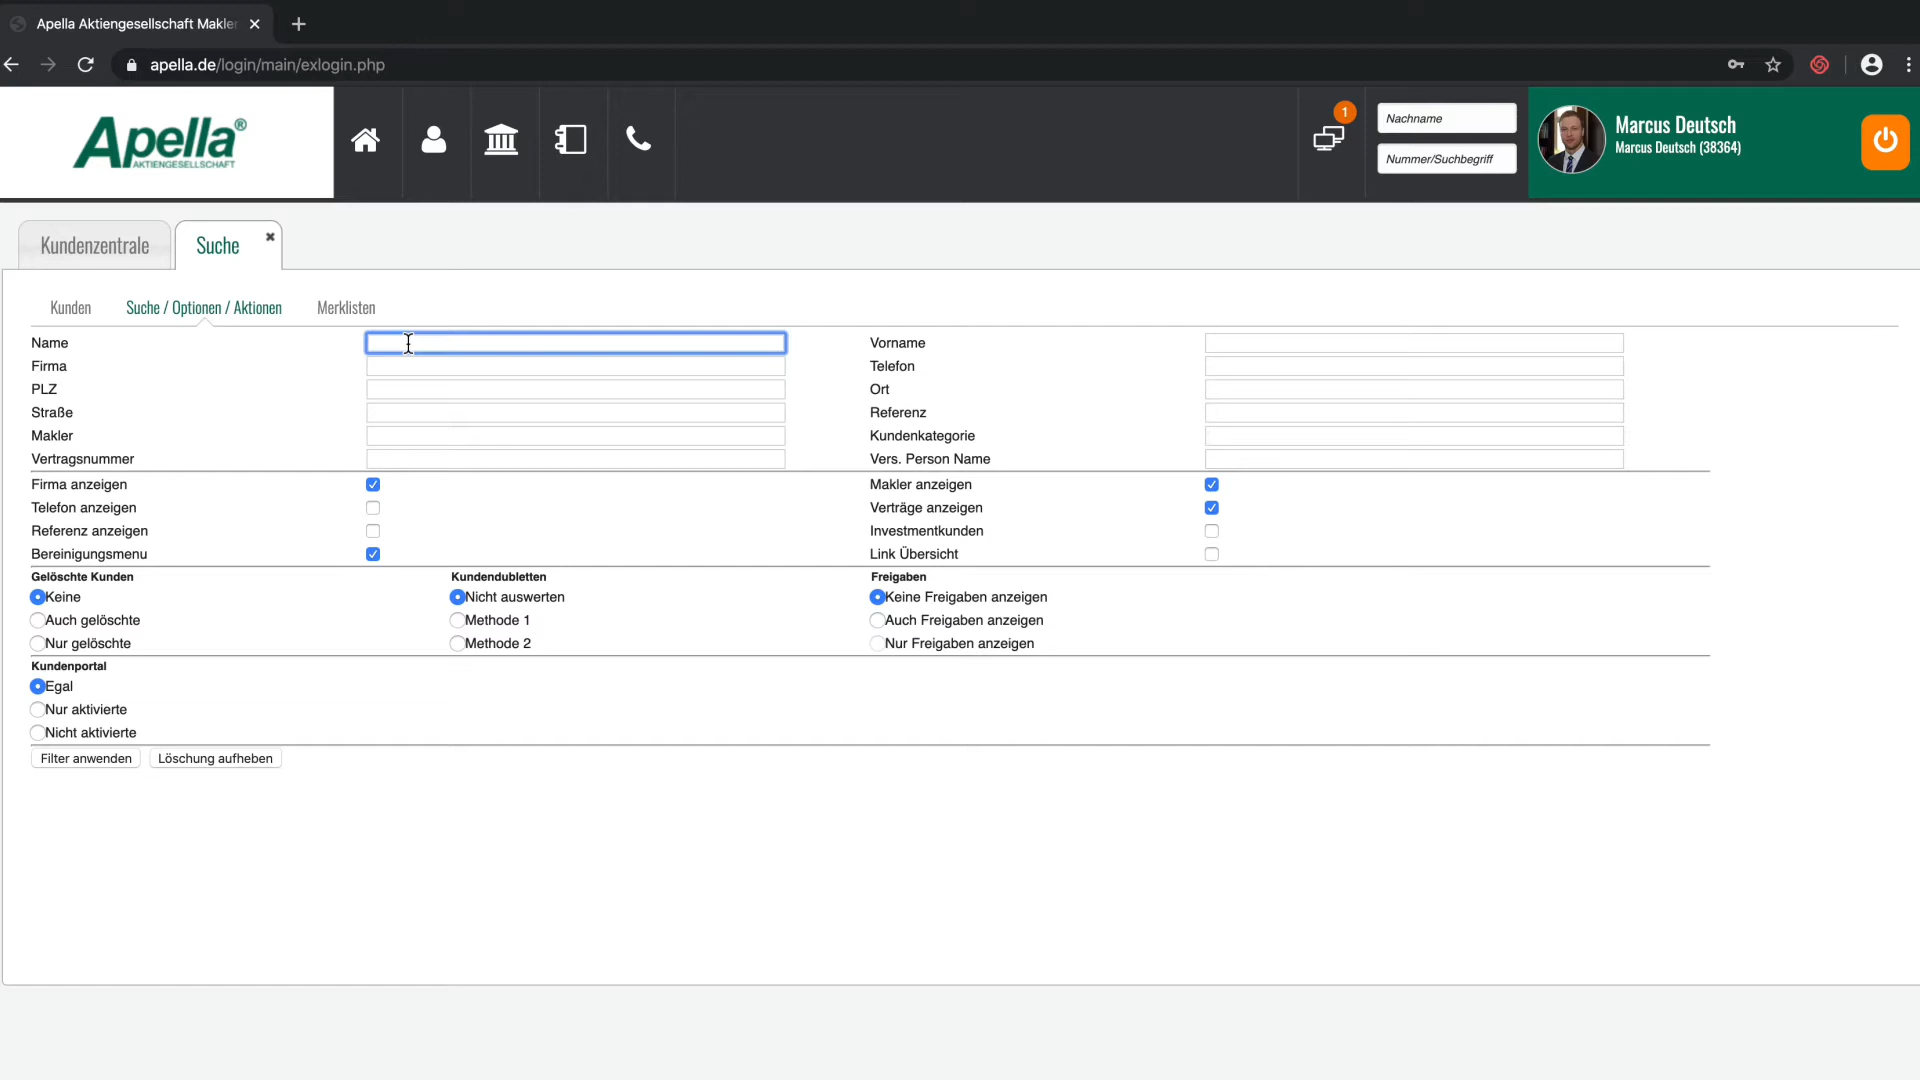 Apella Aktiengesellschaft Makler
apella.de/login/main/exlogin.php
Apella®
AKTIENGESELLSCHAFT
1
Nachname
Nummer/Suchbegriff
Marcus Deutsch
Marcus Deutsch (38364)
Kundenzentrale
Suche
Kunden
Suche / Optionen / Aktionen
Merklisten
Name
Vorname
Firma
Telefon
PLZ
Ort
Straße
Referenz
Makler
Kundenkategorie
Vertragsnummer
Vers. Person Name
Firma anzeigen
Makler anzeigen
Telefon anzeigen
Verträge anzeigen
Referenz anzeigen
Investmentkunden
Bereinigungsmenu
Link Übersicht
Gelöschte Kunden
Kundendubletten
Freigaben
Keine
Nicht auswerten
Keine Freigaben anzeigen
Auch gelöschte
Methode 1
Auch Freigaben anzeigen
Nur gelöschte
Methode 2
Nur Freigaben anzeigen
Kundenportal
Egal
Nur aktivierte
Nicht aktivierte
Filter anwenden
Löschung aufheben